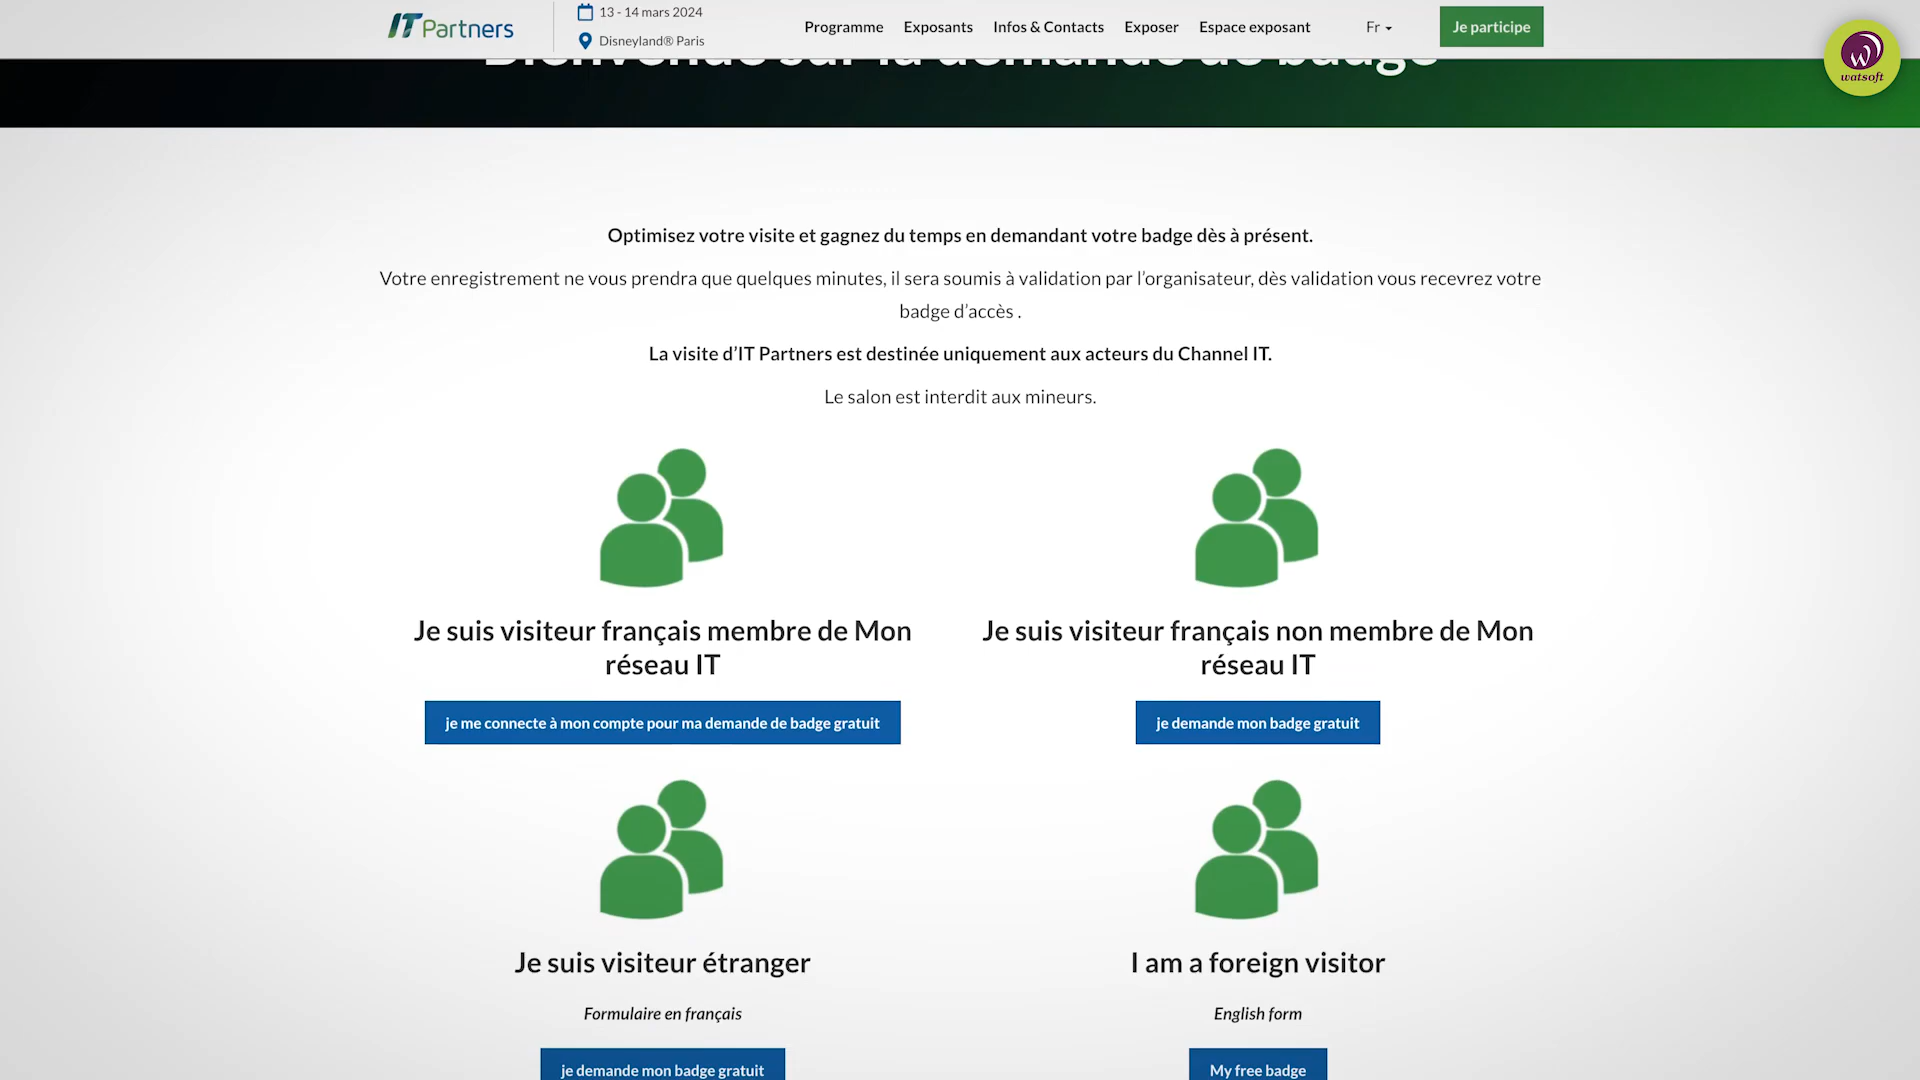 IT Partners
13 - 14 mars 2024
Disneyland® Paris
Programme
Exposants
Infos & Contacts
Exposer
Espace exposant
Fr
Je participe
watsoft
Bienvenue sur la demande de badge
Optimisez votre visite et gagnez du temps en demandant votre badge dès à présent.
Votre enregistrement ne vous prendra que quelques minutes, il sera soumis à validation par l’organisateur, dès validation vous recevrez votre
badge d’accès .
La visite d’IT Partners est destinée uniquement aux acteurs du Channel IT.
Le salon est interdit aux mineurs.
Je suis visiteur français membre de Mon
réseau IT
je me connecte à mon compte pour ma demande de badge gratuit
Je suis visiteur français non membre de Mon
réseau IT
je demande mon badge gratuit
Je suis visiteur étranger
Formulaire en français
je demande mon badge gratuit
I am a foreign visitor
English form
My free badge